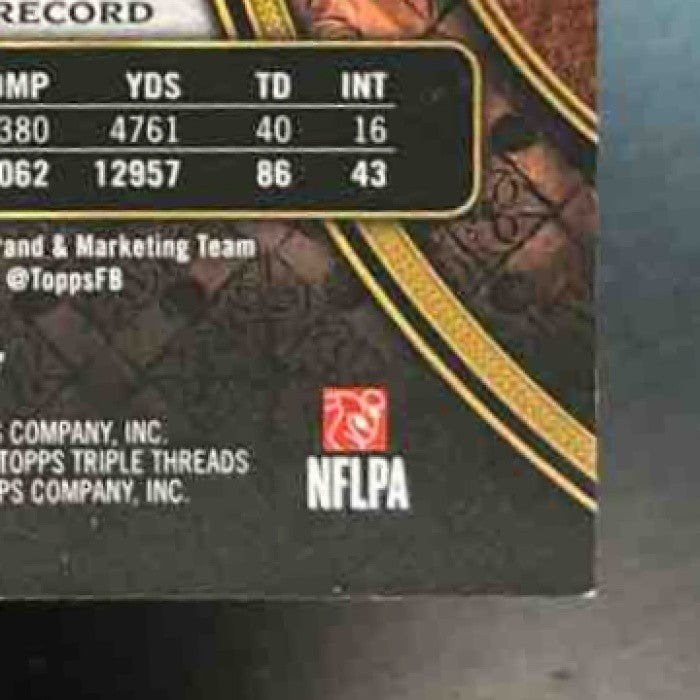 RECORD
OMP YDS TD INT
380 4761 40 16
062 12957 86 43
rand & Marketing Team
@ToppsFB
S COMPANY, INC.
TOPPS TRIPLE THREADS
PS COMPANY, INC.
NFLPA